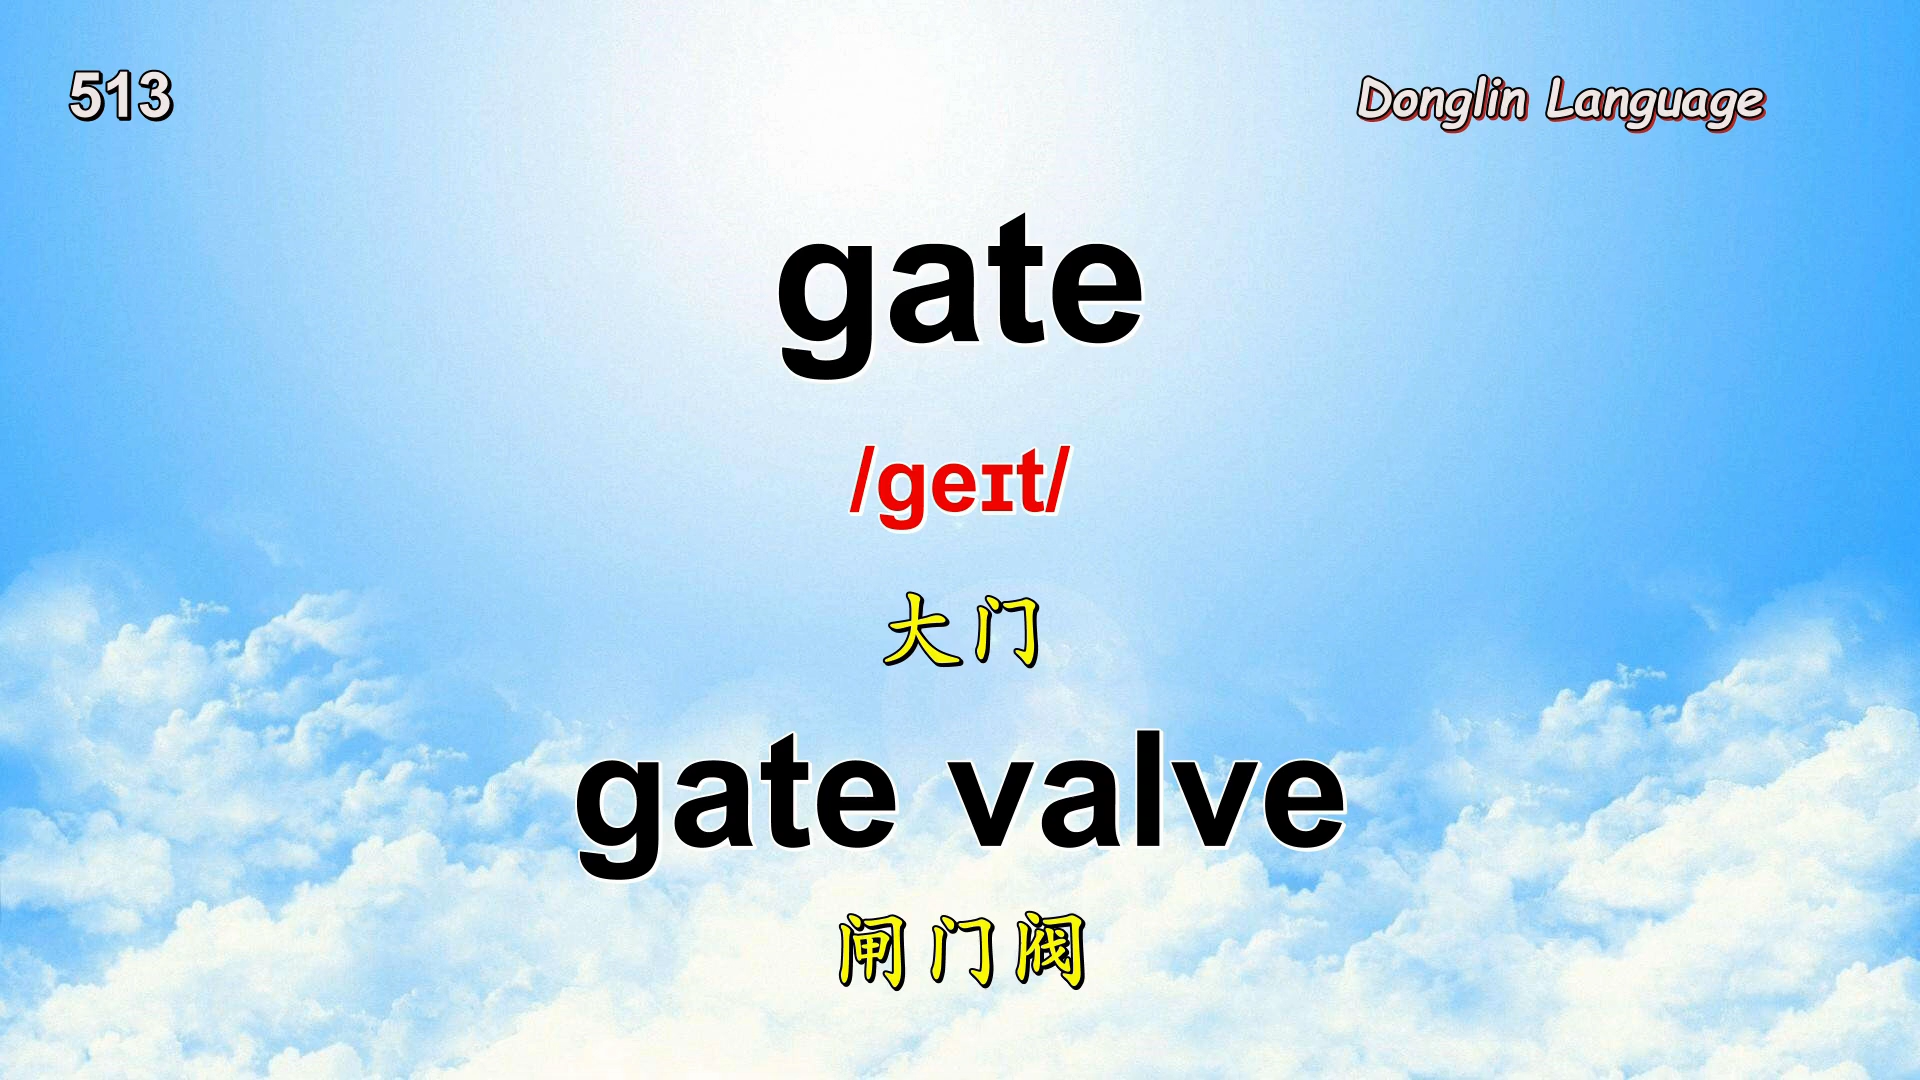 513
Donglin Language
gate
/geɪt/
大门
gate valve
闸门阀